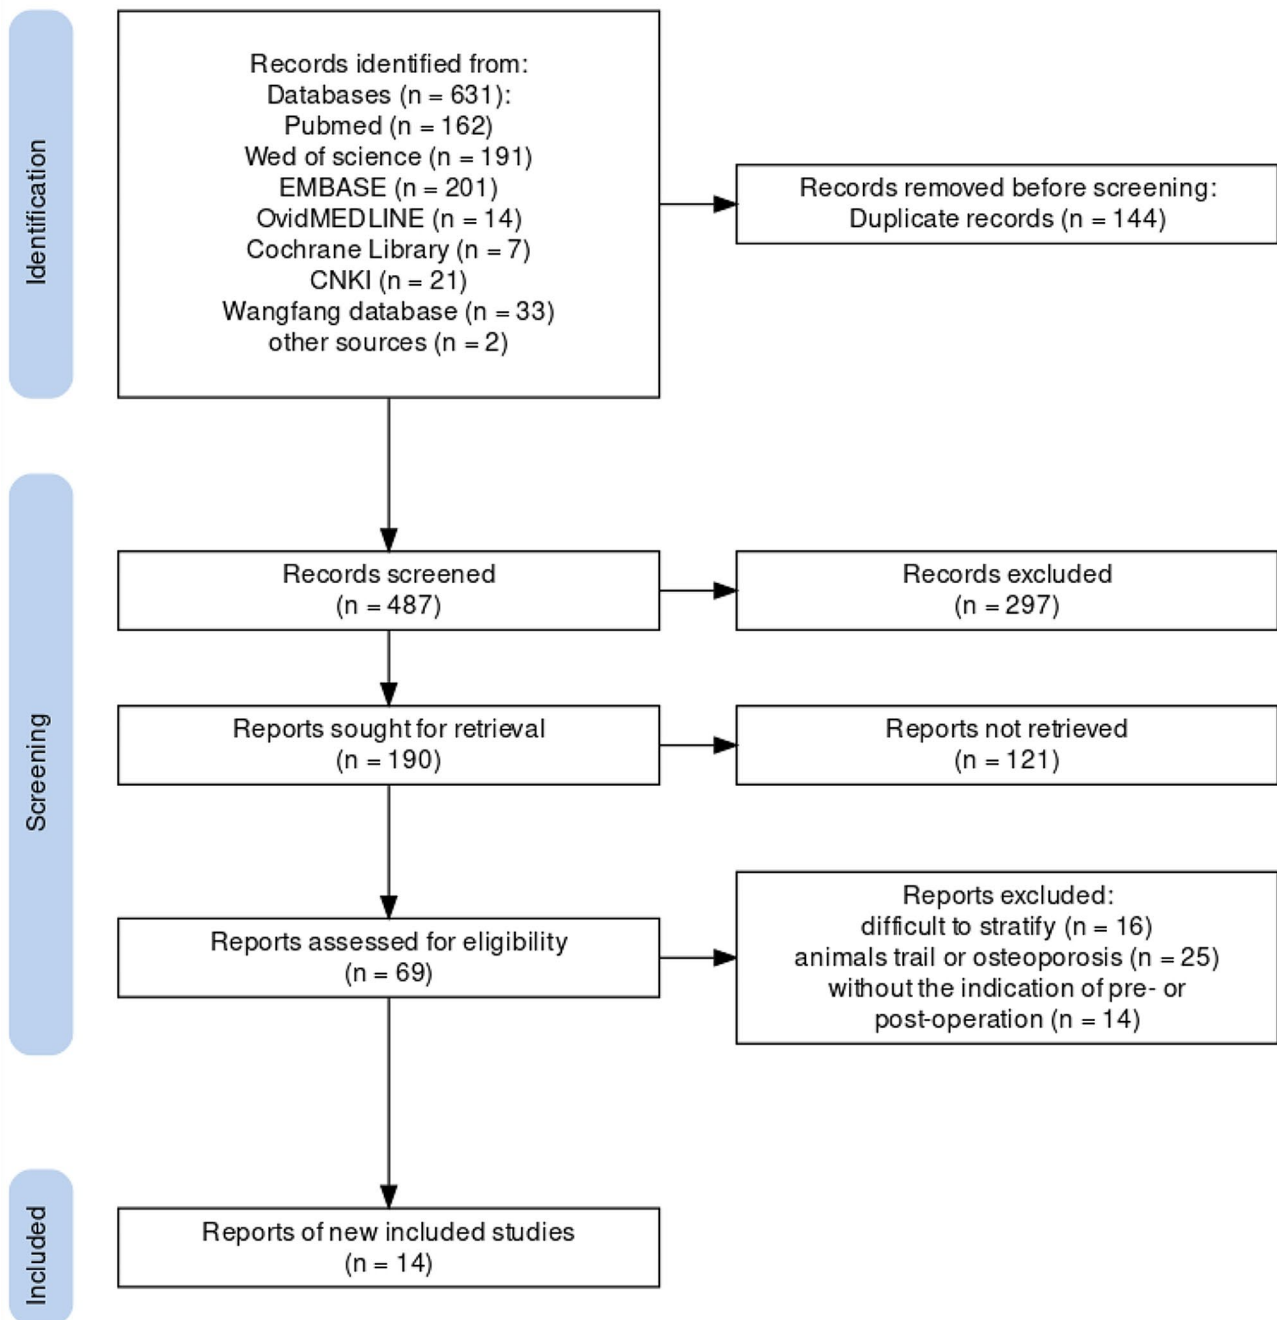 Identification
Records identified from:
Databases (n = 631):
Pubmed (n = 162)
Wed of science (n = 191)
EMBASE (n = 201)
OvidMEDLINE (n = 14)
Cochrane Library (n = 7)
CNKI (n = 21)
Wangfang database (n = 33)
other sources (n = 2)
Records removed before screening:
Duplicate records (n = 144)
Screening
Records screened
(n = 487)
Records excluded
(n = 297)
Reports sought for retrieval
(n = 190)
Reports not retrieved
(n = 121)
Reports assessed for eligibility
(n = 69)
Reports excluded:
difficult to stratify (n = 16)
animals trail or osteoporosis (n = 25)
without the indication of pre- or
post-operation (n = 14)
Included
Reports of new included studies
(n = 14)